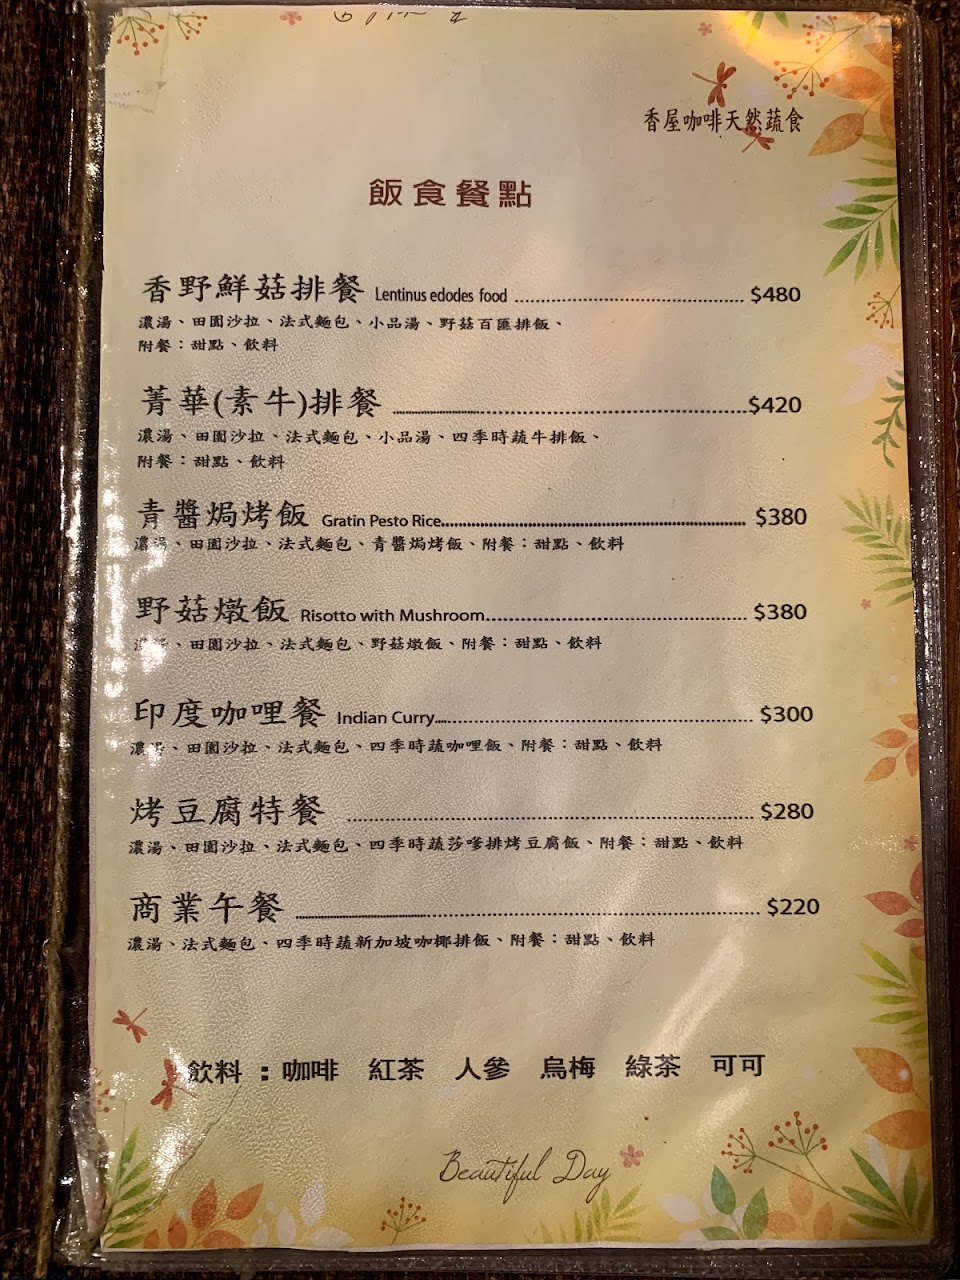 香屋咖啡天然蔬食
飯食餐點
香野鮮菇排餐 Lentinus edodes food $480
濃湯、田園沙拉、法式麵包、小品湯、野菇百匯排飯、
附餐：甜點、飲料
菁華(素牛)排餐 $420
濃湯、田園沙拉、法式麵包、小品湯、四季時蔬牛排飯、
附餐：甜點、飲料
青醬焗烤飯 Gratin Pesto Rice $380
濃湯、田園沙拉、法式麵包、青醬焗烤飯、附餐：甜點、飲料
野菇燉飯 Risotto with Mushroom $380
濃湯、田園沙拉、法式麵包、野菇燉飯、附餐：甜點、飲料
印度咖哩餐 Indian Curry $300
濃湯、田園沙拉、法式麵包、四季時蔬咖哩飯、附餐：甜點、飲料
烤豆腐特餐 $280
濃湯、田園沙拉、法式麵包、四季時蔬莎嗲排烤豆腐飯、附餐：甜點、飲料
商業午餐 $220
濃湯、法式麵包、四季時蔬新加坡咖椰排飯、附餐：甜點、飲料
飲料：咖啡 紅茶 人參 烏梅 綠茶 可可
Beautiful Day